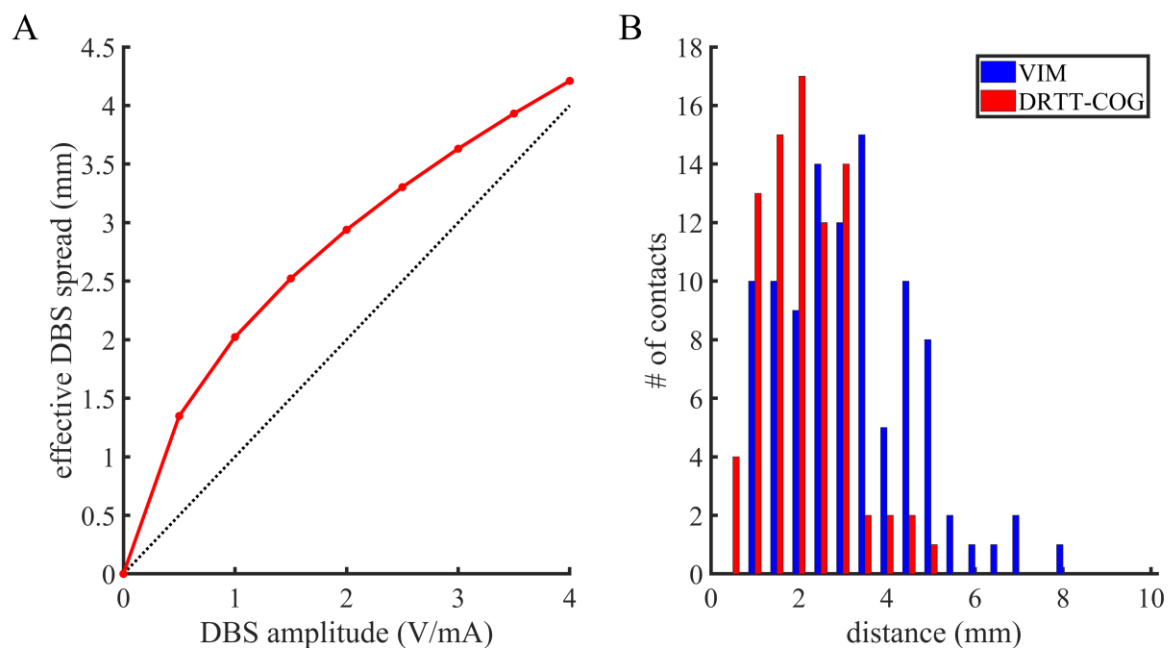 A
effective DBS spread (mm)
4.5
4
3.5
3
2.5
2
1.5
1
0.5
0
0 1 2 3 4
DBS amplitude (V/mA)
B
# of contacts
18
16
14
12
10
8
6
4
2
0
0 2 4 6 8 10
distance (mm)
VIM
DRTT-COG